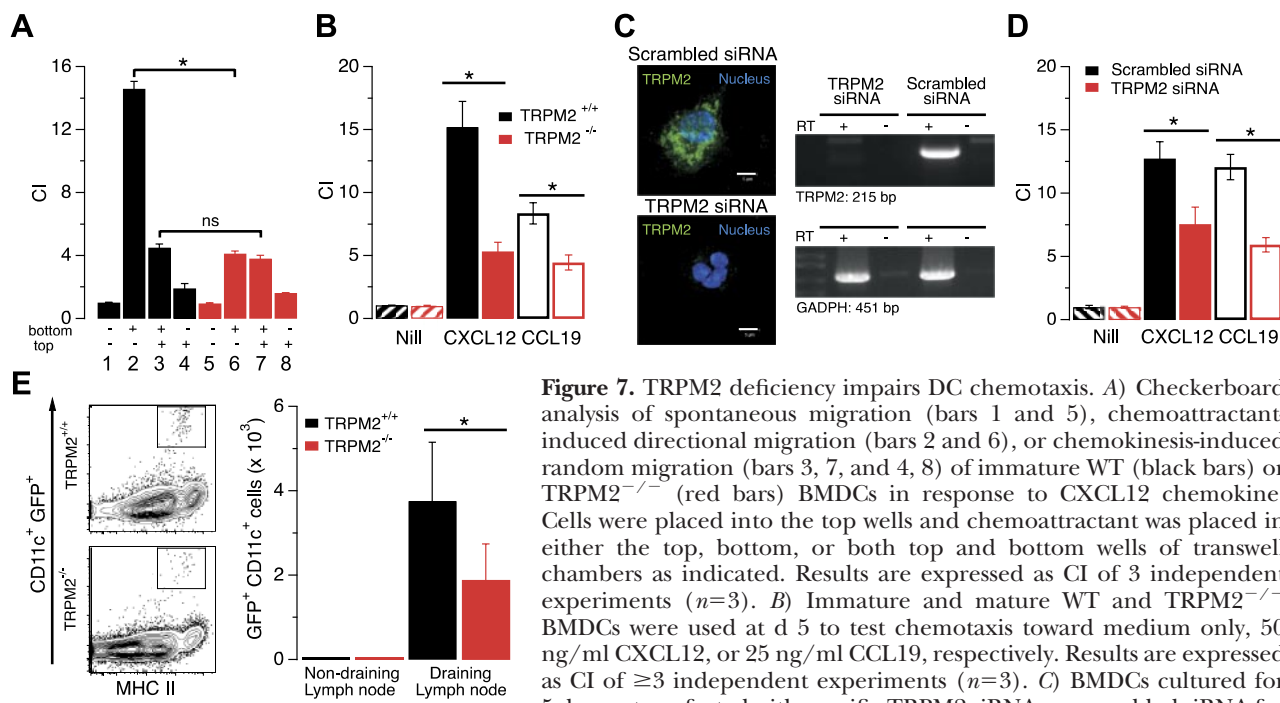 A
CI
16
12
8
4
0
*
ns
bottom - + + - - + + -
top - - + + - - + +
1 2 3 4 5 6 7 8
B
CI
20
15
10
5
0
*
*
TRPM2 +/+
TRPM2 -/-
Nill CXCL12 CCL19
C
Scrambled siRNA
TRPM2 Nucleus
TRPM2 siRNA
TRPM2 Nucleus
TRPM2 siRNA
Scrambled siRNA
RT + - + -
TRPM2: 215 bp
RT + - + -
GADPH: 451 bp
D
CI
20
15
10
5
0
Scrambled siRNA
TRPM2 siRNA
*
*
Nill CXCL12 CCL19
E
CD11c+ GFP+
TRPM2+/+
TRPM2-/-
MHC II
GFP+ CD11c+ cells (x 10³)
6
4
2
0
TRPM2+/+
TRPM2-/-
*
Non-draining Lymph node
Draining Lymph node
Figure 7. TRPM2 deficiency impairs DC chemotaxis. A) Checkerboard
analysis of spontaneous migration (bars 1 and 5), chemoattractant-
induced directional migration (bars 2 and 6), or chemokinesis-induced
random migration (bars 3, 7, and 4, 8) of immature WT (black bars) or
TRPM2−/− (red bars) BMDCs in response to CXCL12 chemokine.
Cells were placed into the top wells and chemoattractant was placed in
either the top, bottom, or both top and bottom wells of transwell
chambers as indicated. Results are expressed as CI of 3 independent
experiments (n=3). B) Immature and mature WT and TRPM2−/−
BMDCs were used at d 5 to test chemotaxis toward medium only, 50
ng/ml CXCL12, or 25 ng/ml CCL19, respectively. Results are expressed
as CI of ≥3 independent experiments (n=3). C) BMDCs cultured for